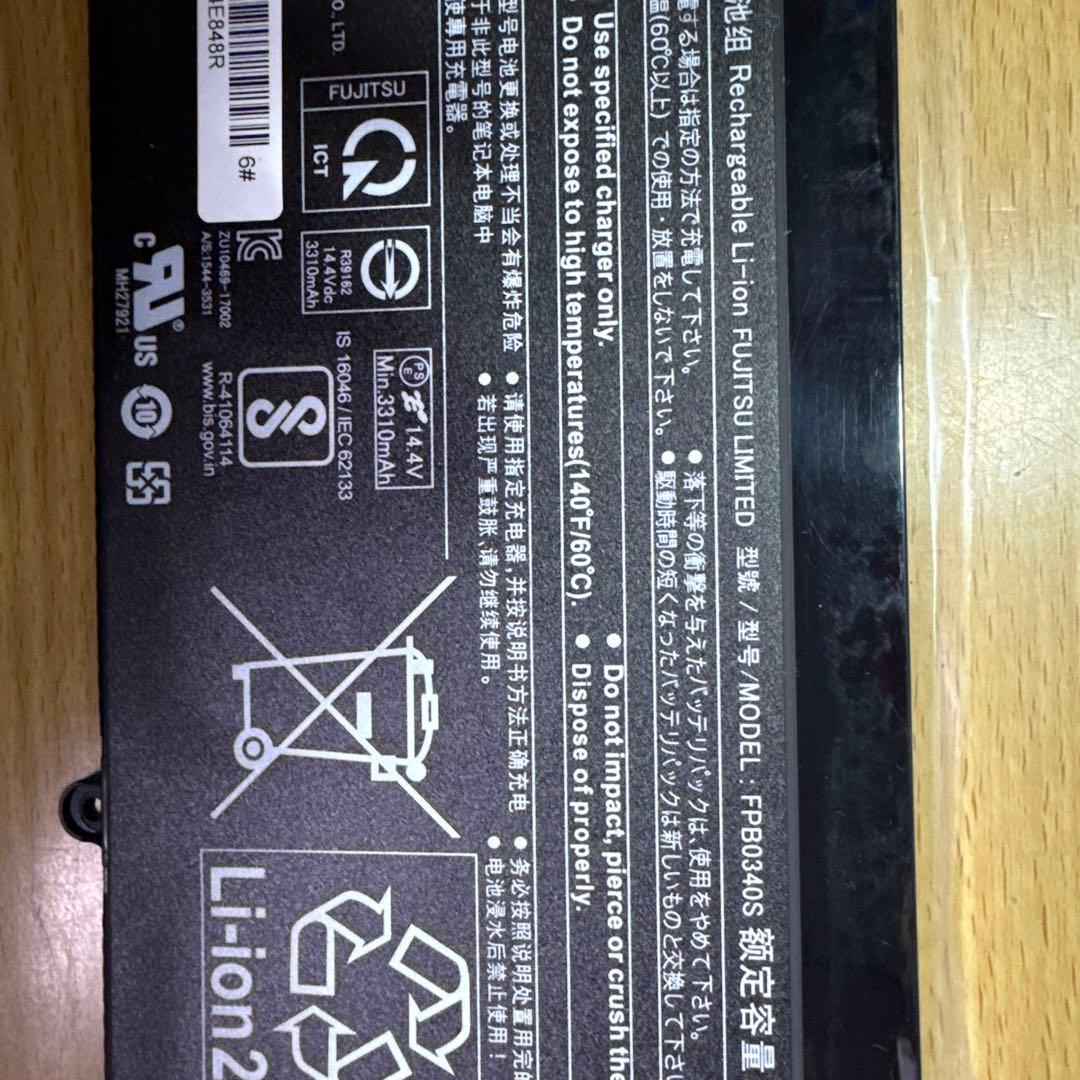 池组 Rechargeable Li-ion FUJITSU LIMITED 型號/型号/MODEL : FPB0340S 额定容量
電する場合は指定の方法で充電して下さい。 ● 落下等の衝撃を与えたバッテリパックは、使用をやめて下さい。
温(60℃以上)での使用・放置をしないで下さい。 ● 駆動時間の短くなったバッテリパックは新しいものと交換して下さい
Use specified charger only. ● Do not impact, pierce or crush the
Do not expose to high temperatures(140°F/60°C). ● Dispose of properly.
型号电池更换或处理不当会有爆炸危险 ● 请使用指定充电器,并按说明书方法正确充电 ● 务必按照说明处置用完的
于非此型号的笔记本电脑中 ● 若出现严重鼓胀,请勿继续使用。 ● 电池浸水后禁止使用!
使專用充電器。
O., LTD.
FUJITSU
ICT
R39162
14.4Vdc
3310mAh
PS
E
14.4V
Min.3310mAh
IS 16046 / IEC 62133
R-41064114
www.bis.gov.in
4E848R
6#
ZU10469-17002
A/S:1544-3531
c
US
MH27921
10
Li-ion2